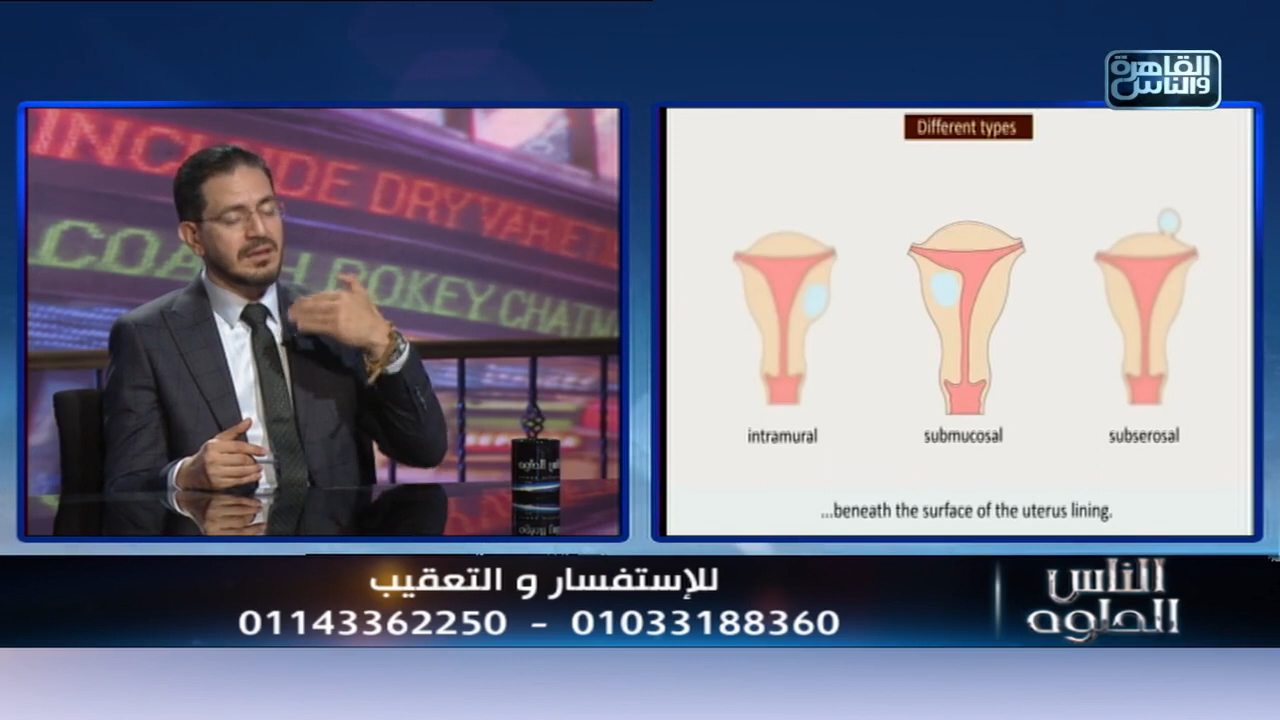 القاهرة
والناس
INCLUDE DRY VARIET
COACH POKEY CHATM
Different types
intramural
submucosal
subserosal
...beneath the surface of the uterus lining.
للإستفسار و التعقيب
01143362250 - 01033188360
الناس
الحلوه